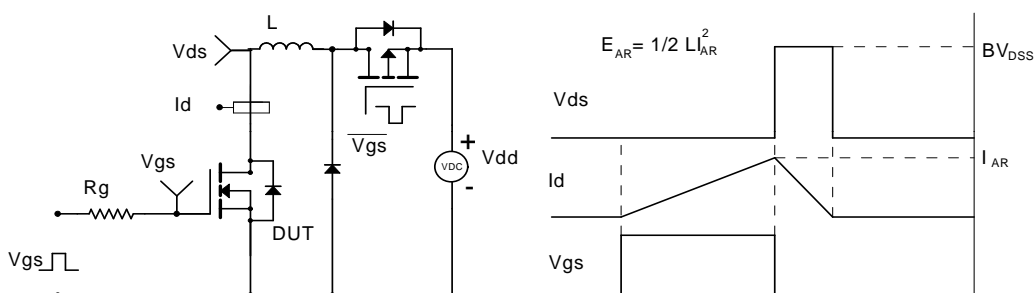 L
E_AR = 1/2 LI_AR^2
Vds
BV_DSS
Vds
Id
Vgs
+
Vdd
VDC
-
I_AR
Vgs
Rg
Id
DUT
Vgs
Vgs